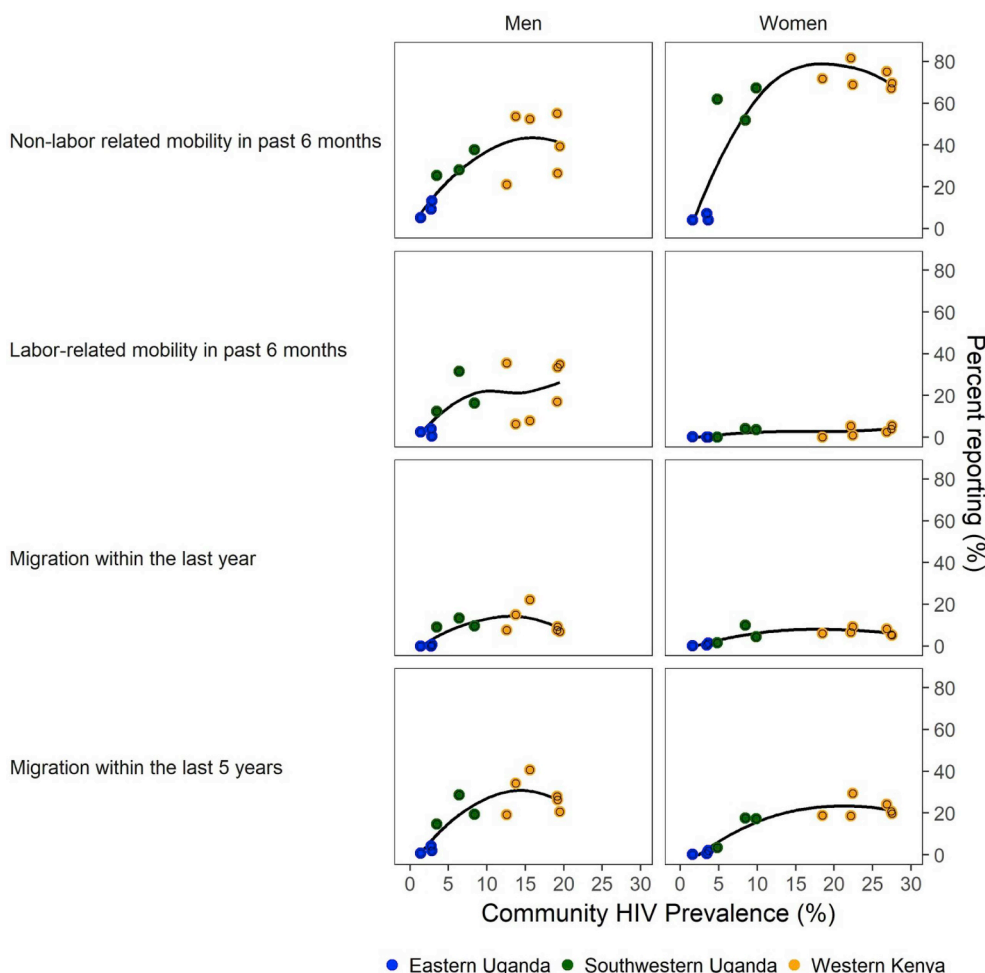 Men Women
Non-labor related mobility in past 6 months
80
60
40
20
0
Labor-related mobility in past 6 months
80
60
40
20
0
Percent reporting (%)
Migration within the last year
80
60
40
20
0
Migration within the last 5 years
80
60
40
20
0
0 5 10 15 20 25 30 0 5 10 15 20 25 30
Community HIV Prevalence (%)
Eastern Uganda Southwestern Uganda Western Kenya